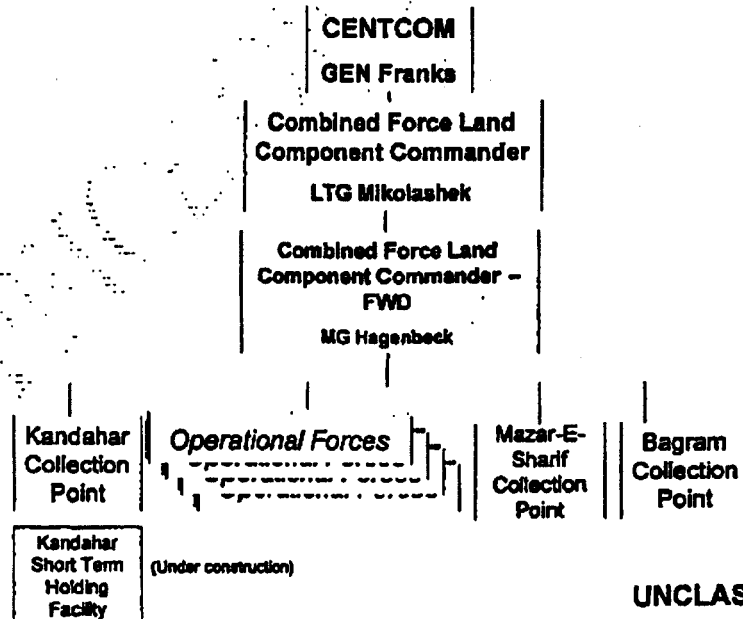 CENTCOM
GEN Franks
Combined Force Land
Component Commander
LTG Mikolashek
Combined Force Land
Component Commander –
FWD
MG Hagenbeck
Kandahar
Collection
Point
Operational Forces
Mazar-E-
Sharif
Collection
Point
Bagram
Collection
Point
Kandahar
Short Term
Holding
Facility
(Under construction)
UNCLAS